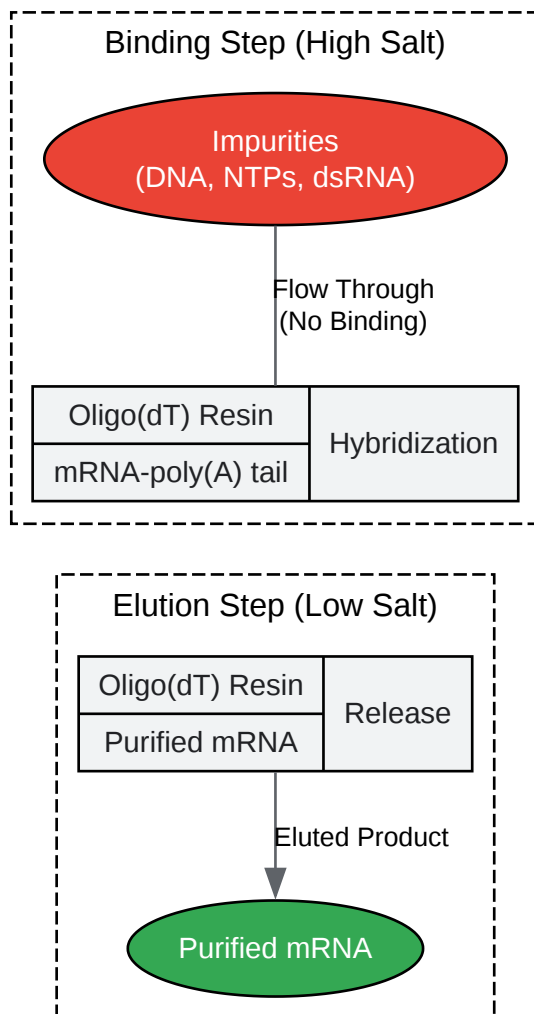 Binding Step (High Salt)
Impurities
(DNA, NTPs, dsRNA)
Flow Through
(No Binding)
Oligo(dT) Resin
mRNA-poly(A) tail
Hybridization
Elution Step (Low Salt)
Oligo(dT) Resin
Purified mRNA
Release
Eluted Product
Purified mRNA